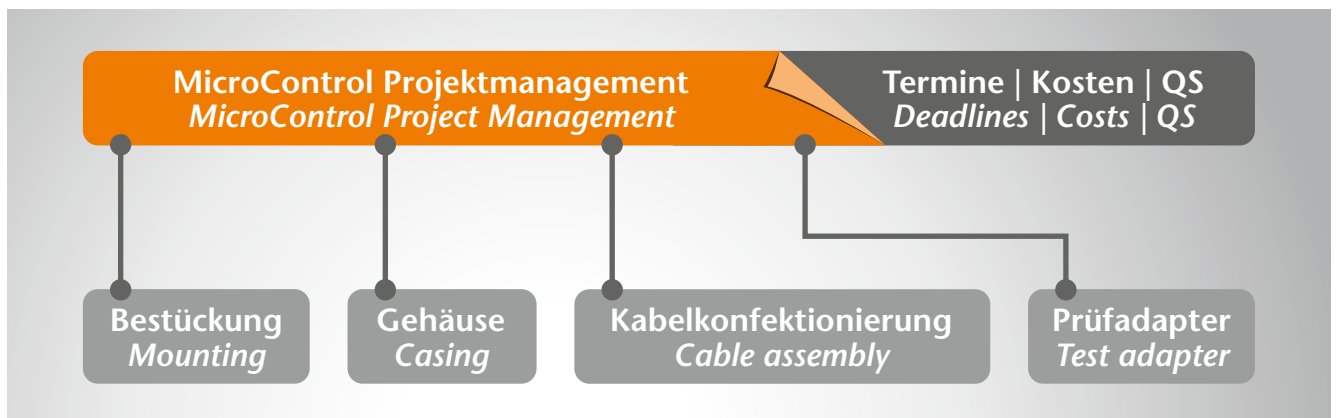 MicroControl Projektmanagement
MicroControl Project Management
Termine | Kosten | QS
Deadlines | Costs | QS
Bestückung
Mounting
Gehäuse
Casing
Kabelkonfektionierung
Cable assembly
Prüfadapter
Test adapter